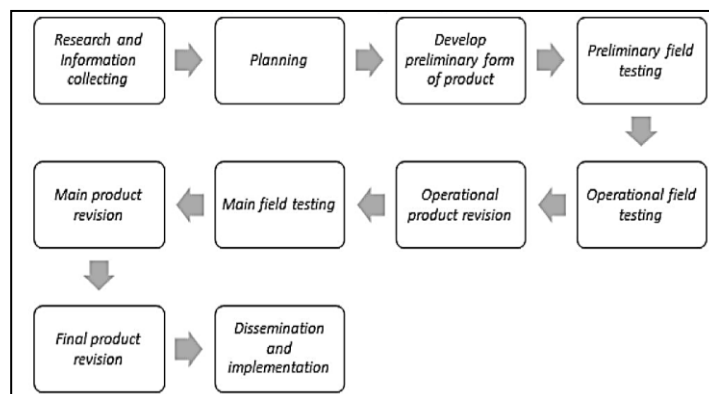 Research and
Information
collecting
Planning
Develop
preliminary form
of product
Preliminary field
testing
Operational field
testing
Operational
product revision
Main field testing
Main product
revision
Final product
revision
Dissemination
and
implementation